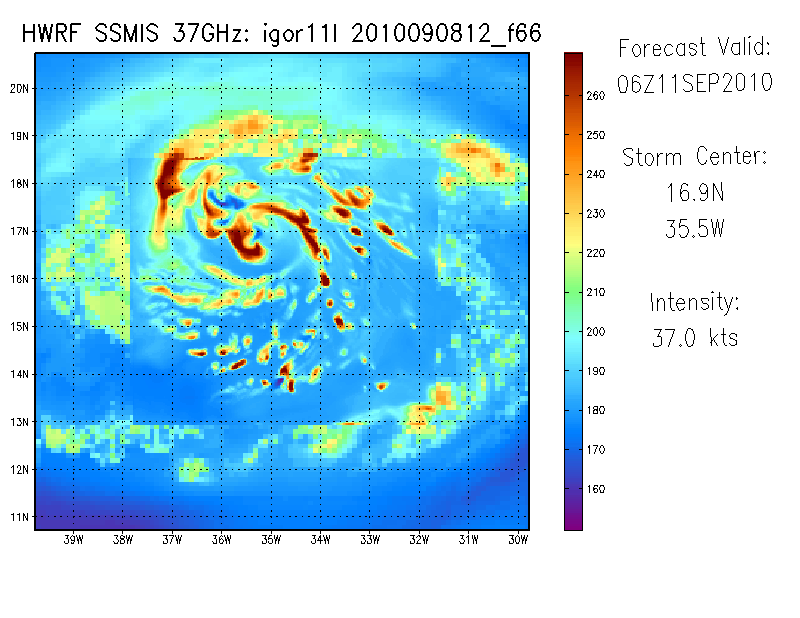 HWRF SSMIS 37GHz: igor11l 2010090812_f66
Forecast Valid:
06Z11SEP2010
Storm Center:
16.9N
35.5W
Intensity:
37.0 kts
20N
19N
18N
17N
16N
15N
14N
13N
12N
11N
39W 38W 37W 36W 35W 34W 33W 32W 31W 30W
260
250
240
230
220
210
200
190
180
170
160